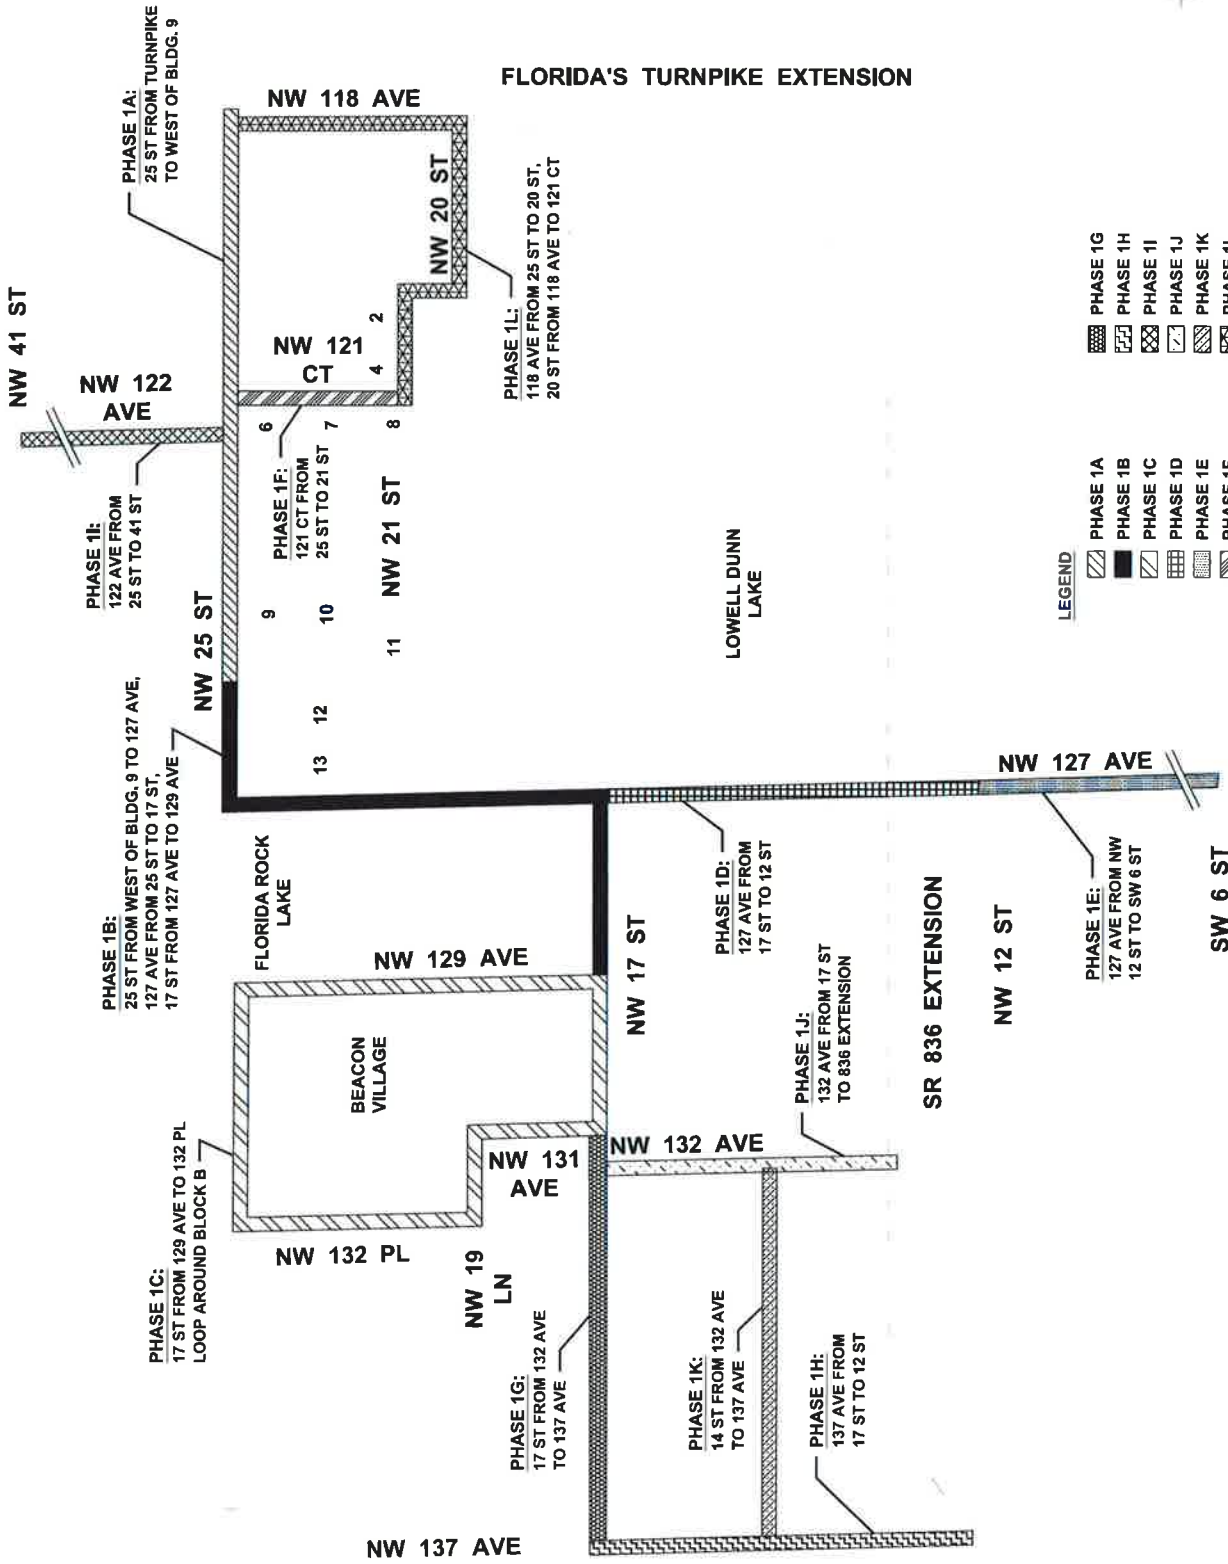 FLORIDA'S TURNPIKE EXTENSION
NW 41 ST
NW 122
AVE
PHASE 1I:
122 AVE FROM
25 ST TO 41 ST
PHASE 1A:
25 ST FROM TURNPIKE
TO WEST OF BLDG. 9
NW 118 AVE
NW 20 ST
2
4
NW 121
CT
PHASE 1L:
118 AVE FROM 25 ST TO 20 ST,
20 ST FROM 118 AVE TO 121 CT
6
7
8
PHASE 1F:
121 CT FROM
25 ST TO 21 ST
NW 21 ST
NW 25 ST
9
10
11
12
13
PHASE 1B:
25 ST FROM WEST OF BLDG. 9 TO 127 AVE,
127 AVE FROM 25 ST TO 17 ST,
17 ST FROM 127 AVE TO 129 AVE
LOWELL DUNN
LAKE
FLORIDA ROCK
LAKE
NW 127 AVE
PHASE 1D:
127 AVE FROM
17 ST TO 12 ST
PHASE 1E:
127 AVE FROM NW
12 ST TO SW 6 ST
SW 6 ST
NW 129 AVE
NW 17 ST
SR 836 EXTENSION
NW 12 ST
BEACON
VILLAGE
PHASE 1C:
17 ST FROM 129 AVE TO 132 PL
LOOP AROUND BLOCK B
NW 132 PL
NW 131
AVE
NW 19
LN
NW 132 AVE
PHASE 1J:
132 AVE FROM 17 ST
TO 836 EXTENSION
PHASE 1G:
17 ST FROM 132 AVE
TO 137 AVE
PHASE 1K:
14 ST FROM 132 AVE
TO 137 AVE
PHASE 1H:
137 AVE FROM
17 ST TO 12 ST
NW 137 AVE
LEGEND
PHASE 1A
PHASE 1B
PHASE 1C
PHASE 1D
PHASE 1E
PHASE 1F
PHASE 1G
PHASE 1H
PHASE 1I
PHASE 1J
PHASE 1K
PHASE 1L